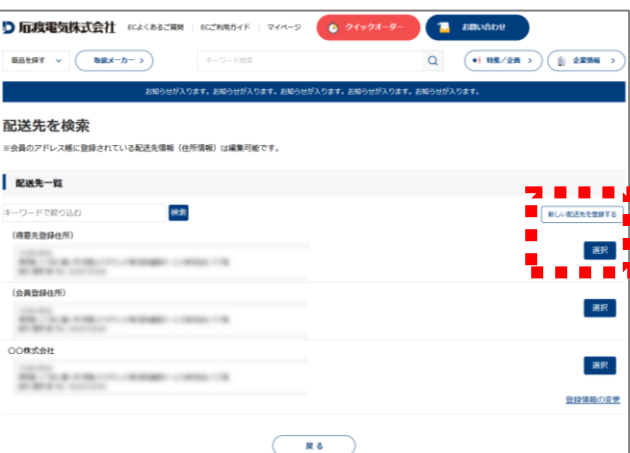 扇港電気株式会社 ECよくあるご質問 ECご利用ガイド マイページ クイックオーダー お問い合わせ
商品を探す 取扱メーカー キーワード検索 特集/企画 企業情報
お知らせが入ります。お知らせが入ります。お知らせが入ります。お知らせが入ります。お知らせが入ります。
配送先を検索
※会員のアドレス帳に登録されている配送先情報(住所情報)は編集可能です。
配送先一覧
キーワードで絞り込む 検索 新しい配送先を登録する
(得意先登録住所)
選択
(会員登録住所)
選択
〇〇株式会社
選択
登録情報の変更
戻る